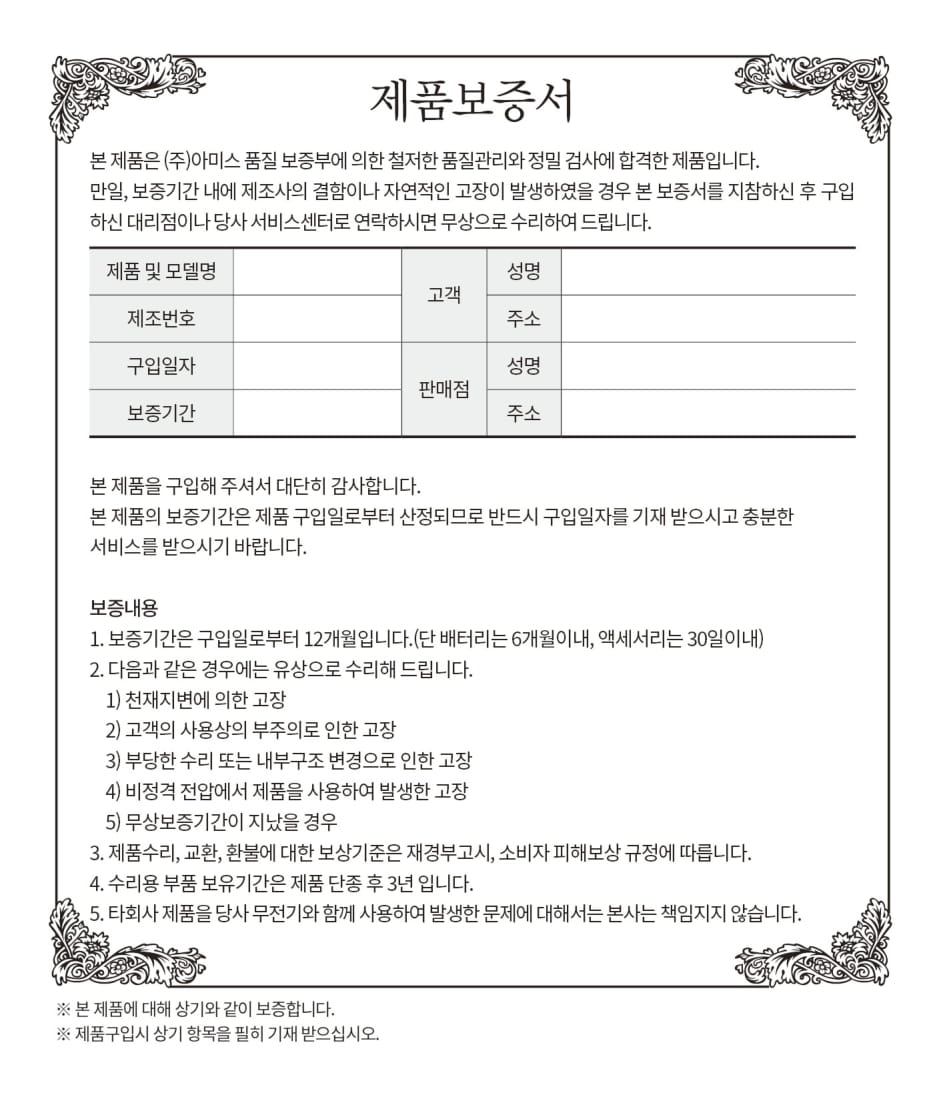 제품보증서
본 제품은 (주)아미스 품질 보증부에 의한 철저한 품질관리와 정밀 검사에 합격한 제품입니다.
만일, 보증기간 내에 제조사의 결함이나 자연적인 고장이 발생하였을 경우 본 보증서를 지참하신 후 구입
하신 대리점이나 당사 서비스센터로 연락하시면 무상으로 수리하여 드립니다.
제품 및 모델명
고객
성명
제조번호
주소
구입일자
판매점
성명
보증기간
주소
본 제품을 구입해 주셔서 대단히 감사합니다.
본 제품의 보증기간은 제품 구입일로부터 산정되므로 반드시 구입일자를 기재 받으시고 충분한
서비스를 받으시기 바랍니다.
보증내용
1. 보증기간은 구입일로부터 12개월입니다.(단 배터리는 6개월이내, 액세서리는 30일이내)
2. 다음과 같은 경우에는 유상으로 수리해 드립니다.
1) 천재지변에 의한 고장
2) 고객의 사용상의 부주의로 인한 고장
3) 부당한 수리 또는 내부구조 변경으로 인한 고장
4) 비정격 전압에서 제품을 사용하여 발생한 고장
5) 무상보증기간이 지났을 경우
3. 제품수리, 교환, 환불에 대한 보상기준은 재경부고시, 소비자 피해보상 규정에 따릅니다.
4. 수리용 부품 보유기간은 제품 단종 후 3년 입니다.
5. 타회사 제품을 당사 무전기와 함께 사용하여 발생한 문제에 대해서는 본사는 책임지지 않습니다.
※ 본 제품에 대해 상기와 같이 보증합니다.
※ 제품구입시 상기 항목을 필히 기재 받으십시오.